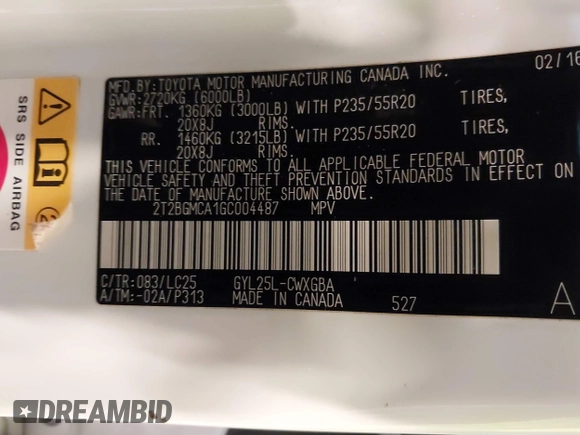 MFD. BY: TOYOTA MOTOR MANUFACTURING CANADA INC. 02/16
GVWR: 2720KG (6000LB)
GAWR: FRT. 1360KG (3000LB) WITH P235/55R20 TIRES,
20X8J RIMS.
RR. 1460KG (3215LB) WITH P235/55R20 TIRES,
20X8J RIMS.
THIS VEHICLE CONFORMS TO ALL APPLICABLE FEDERAL MOTOR
VEHICLE SAFETY AND THEFT PREVENTION STANDARDS IN EFFECT ON
THE DATE OF MANUFACTURE SHOWN ABOVE.
2T2BGMCA1GC004487 MPV
C/TR: 083/LC25 GYL25L-CWXGBA
A/TM: -02A/P313 MADE IN CANADA 527 A
SRS SIDE AIRBAG
DREAMBID